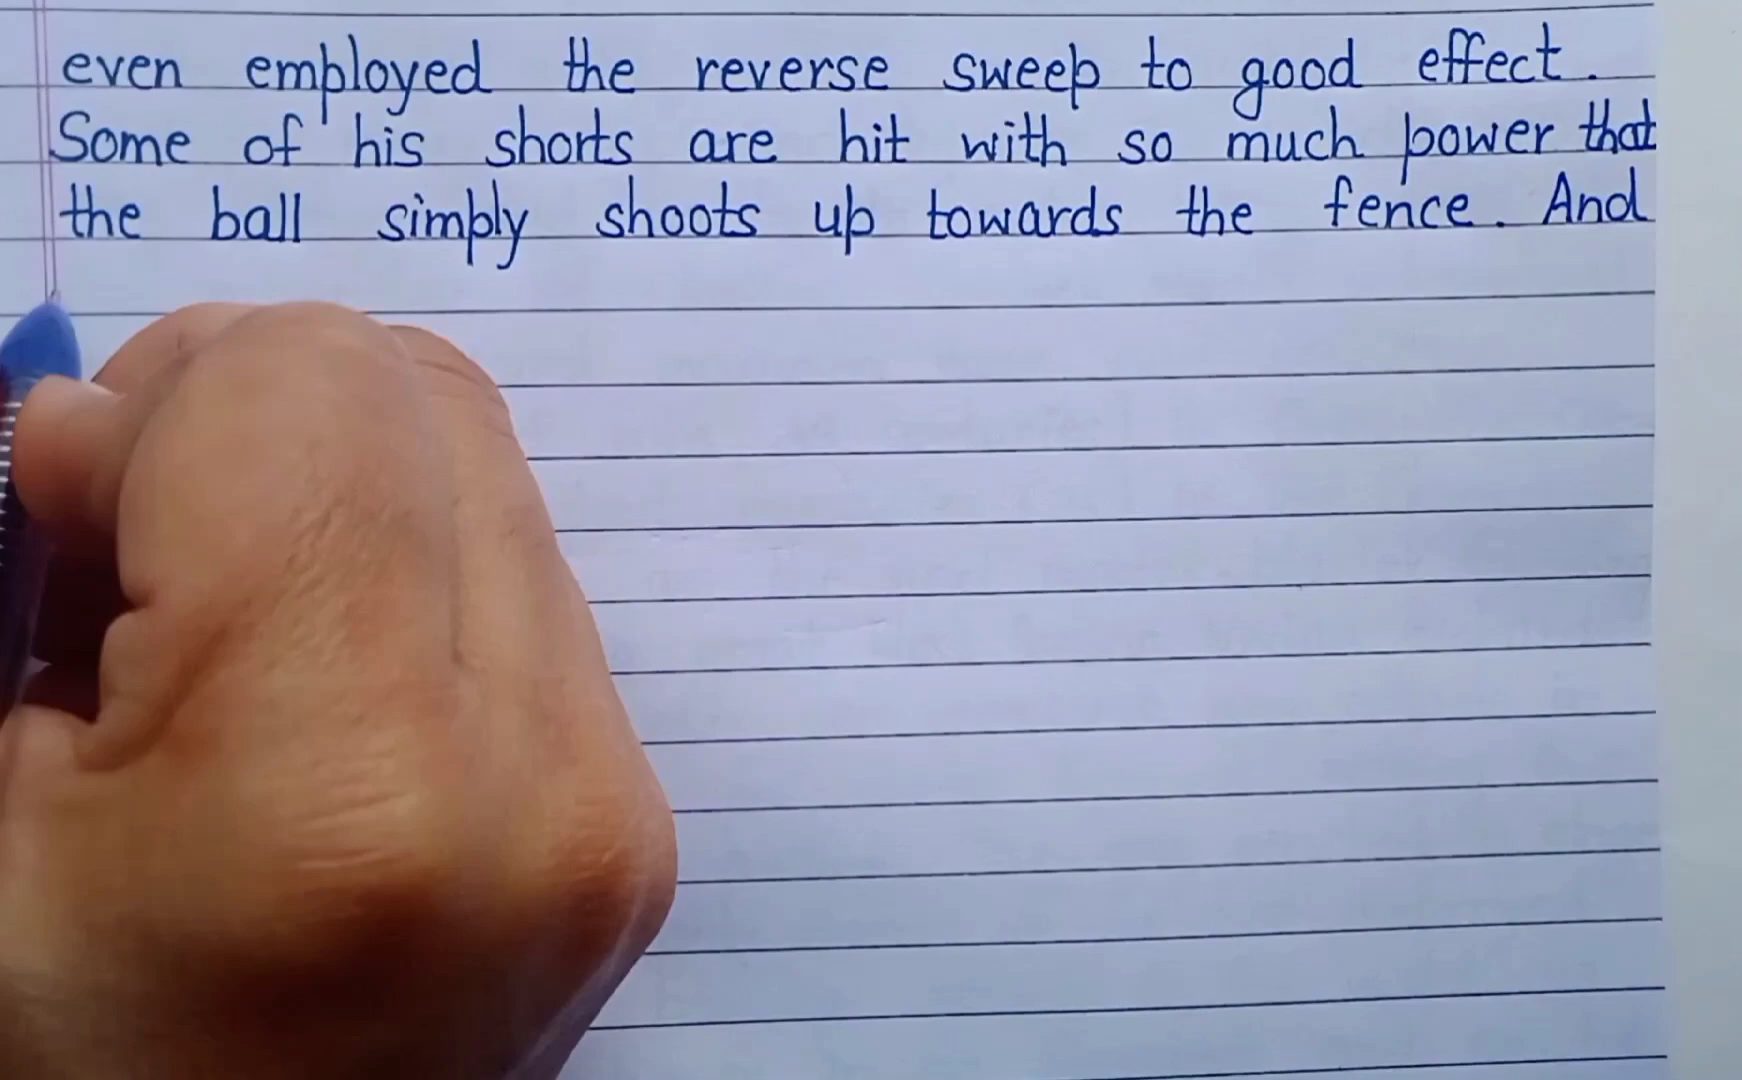 even employed the reverse sweep to good effect.
Some of his shorts are hit with so much power that
the ball simply shoots up towards the fence. And